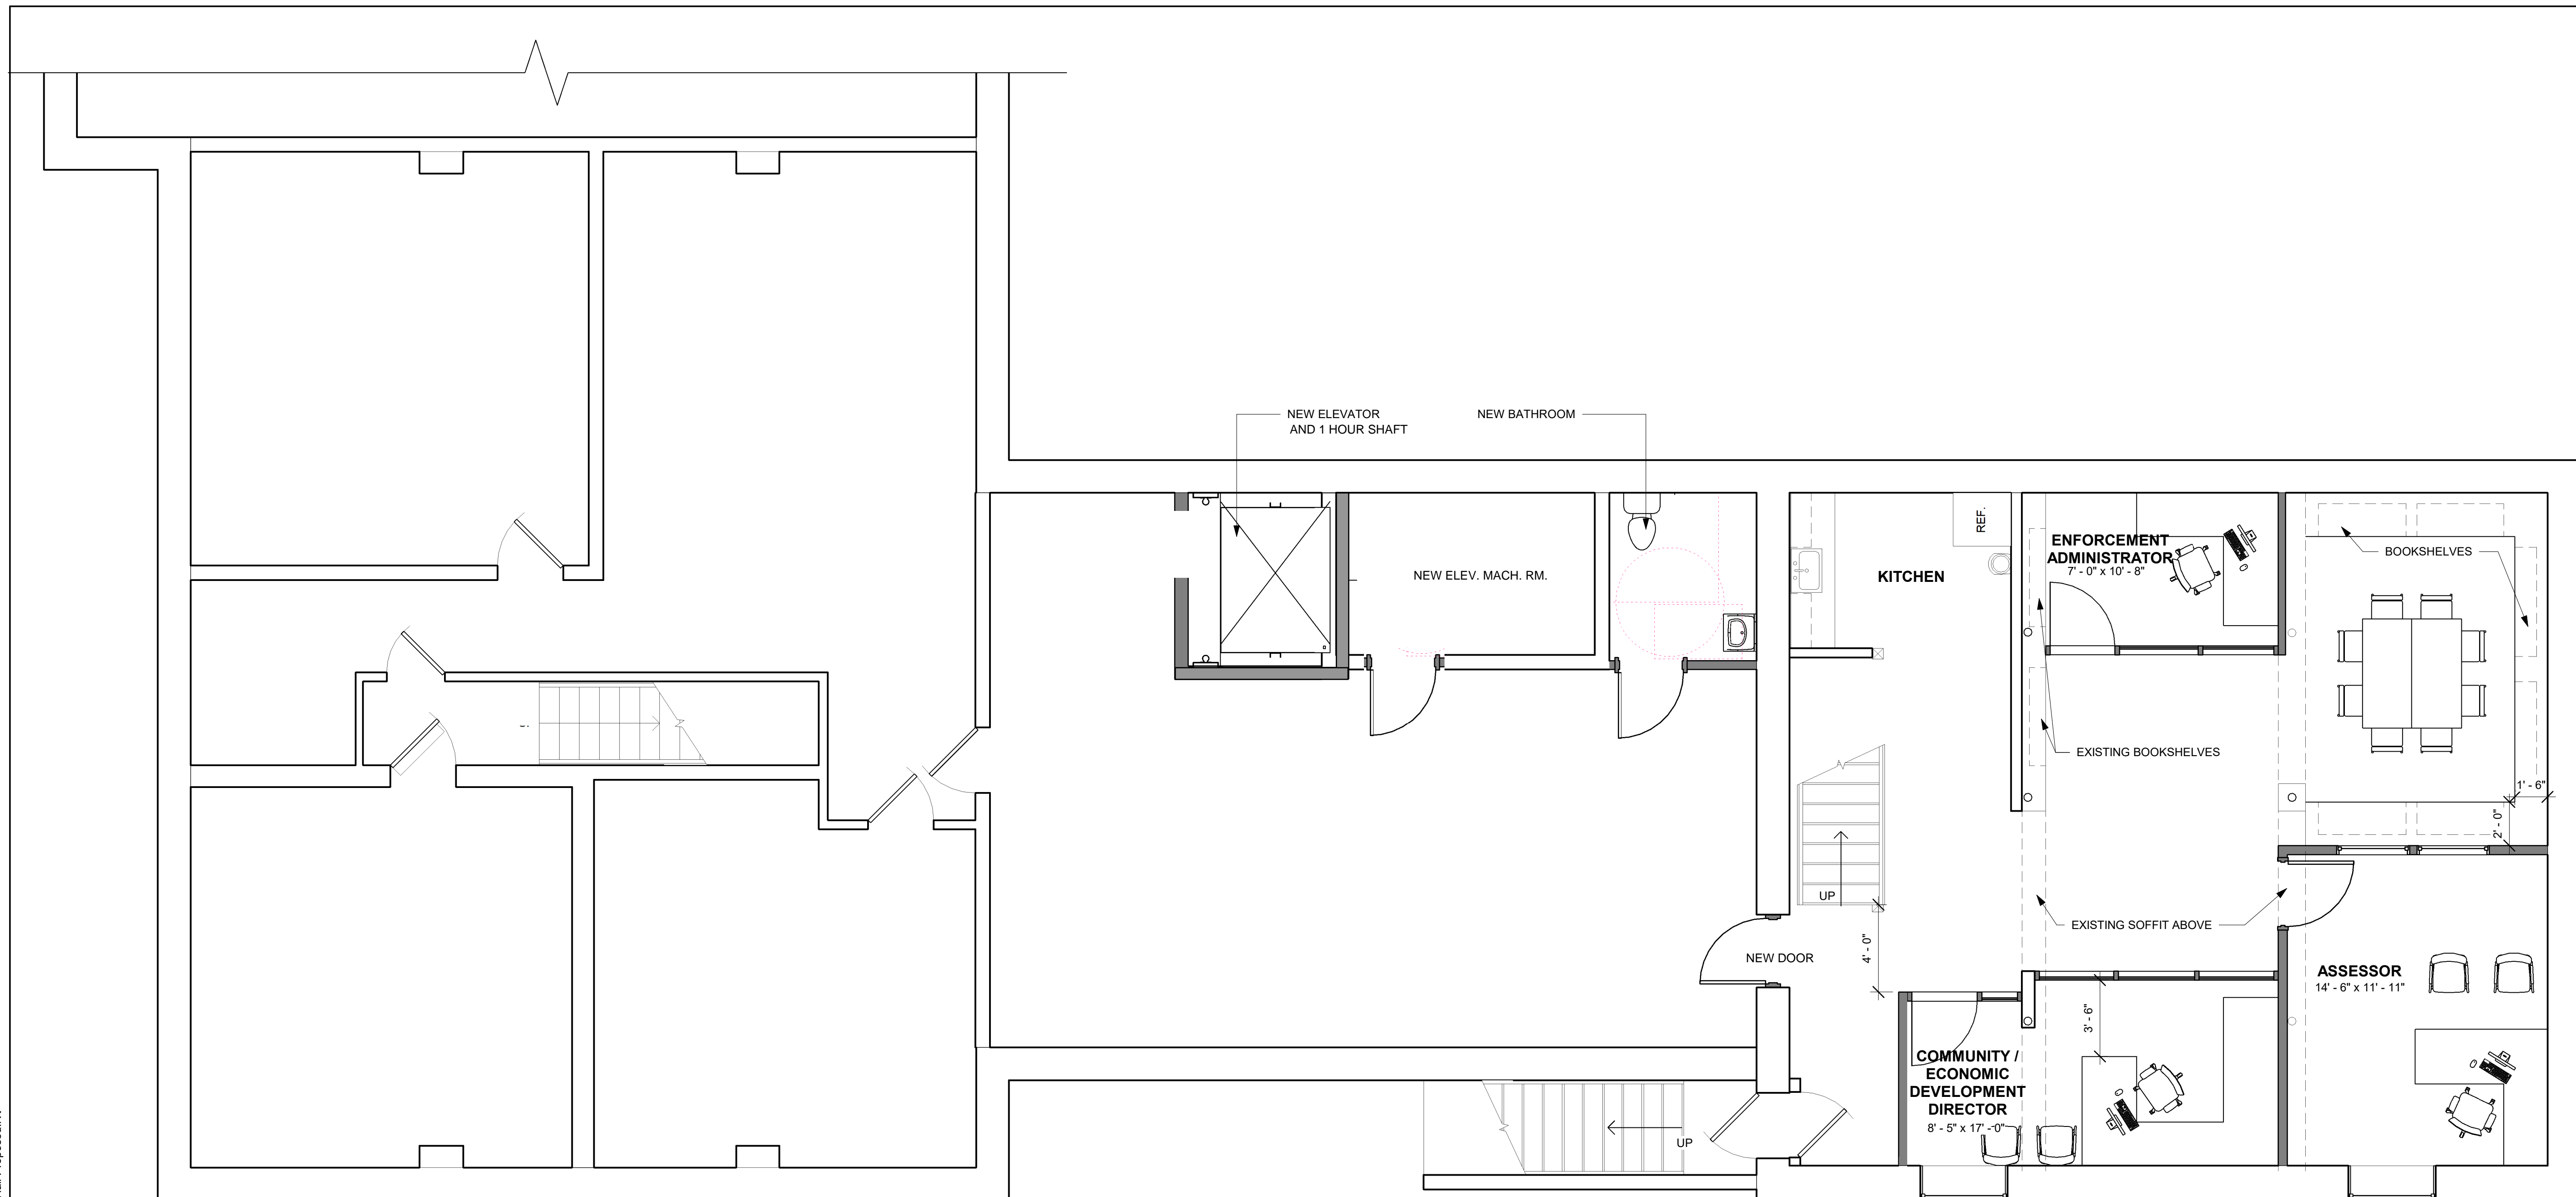 NEW ELEVATOR
AND 1 HOUR SHAFT
NEW BATHROOM
NEW ELEV. MACH. RM.
KITCHEN
REF.
ENFORCEMENT
ADMINISTRATOR
7' - 0" x 10' - 8"
BOOKSHELVES
EXISTING BOOKSHELVES
1' - 6"
2' - 0"
UP
EXISTING SOFFIT ABOVE
NEW DOOR
4' - 0"
ASSESSOR
14' - 6" x 11' - 11"
3' - 6"
COMMUNITY /
ECONOMIC
DEVELOPMENT
DIRECTOR
8' - 5" x 17' - 0"
UP